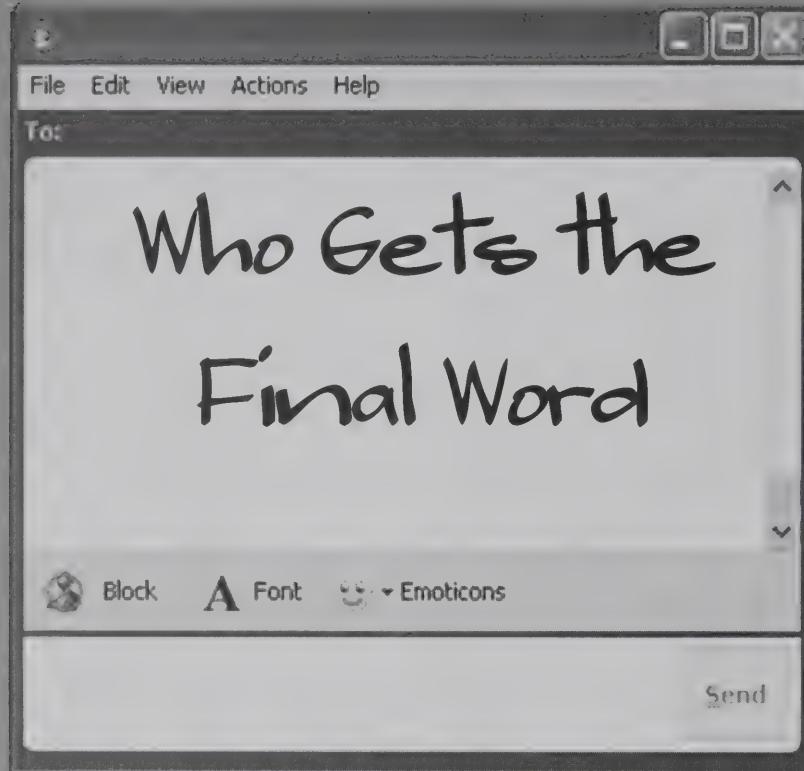 File Edit View Actions Help
To:
Who Gets the
Final Word
Block A Font Emoticons
Send